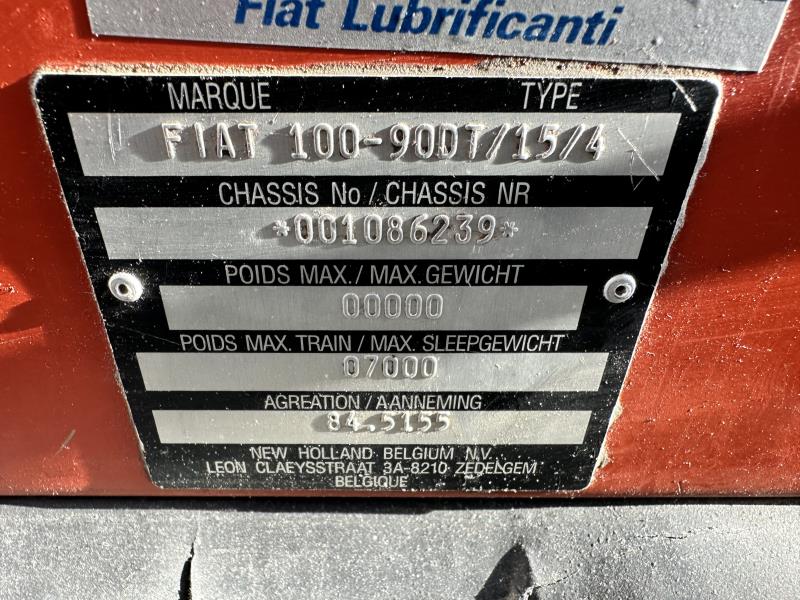 Fiat Lubrificanti
MARQUE TYPE
FIAT 100-90DT/15/4
CHASSIS No / CHASSIS NR
*001086239*
POIDS MAX. / MAX. GEWICHT
00000
POIDS MAX. TRAIN / MAX. SLEEPGEWICHT
07000
AGREATION / AANNEMING
84.5155
NEW HOLLAND BELGIUM N.V.
LEON CLAEYSSTRAAT 3A-8210 ZEDELGEM
BELGIQUE